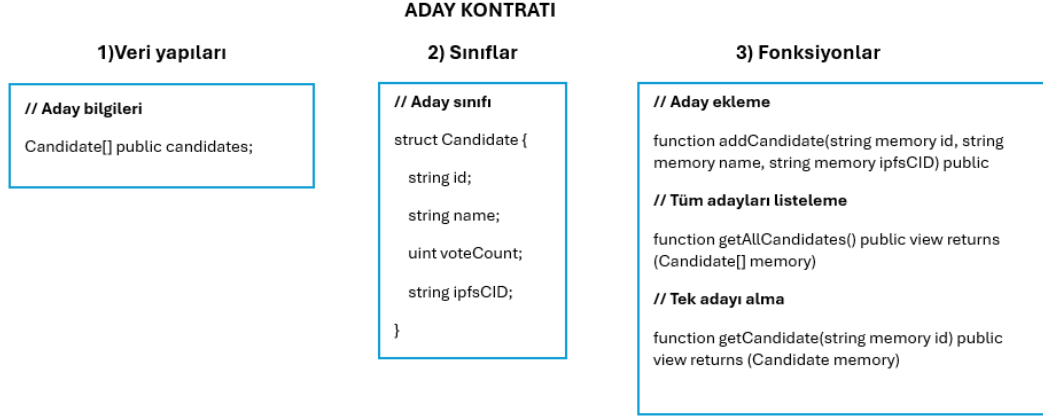 ADAY KONTRATI
1)Veri yapıları
// Aday bilgileri
Candidate[] public candidates;
2) Sınıflar
// Aday sınıfı
struct Candidate {
string id;
string name;
uint voteCount;
string ipfsCID;
}
3) Fonksiyonlar
// Aday ekleme
function addCandidate(string memory id, string
memory name, string memory ipfsCID) public
// Tüm adayları listeleme
function getAllCandidates() public view returns
(Candidate[] memory)
// Tek adayı alma
function getCandidate(string memory id) public
view returns (Candidate memory)